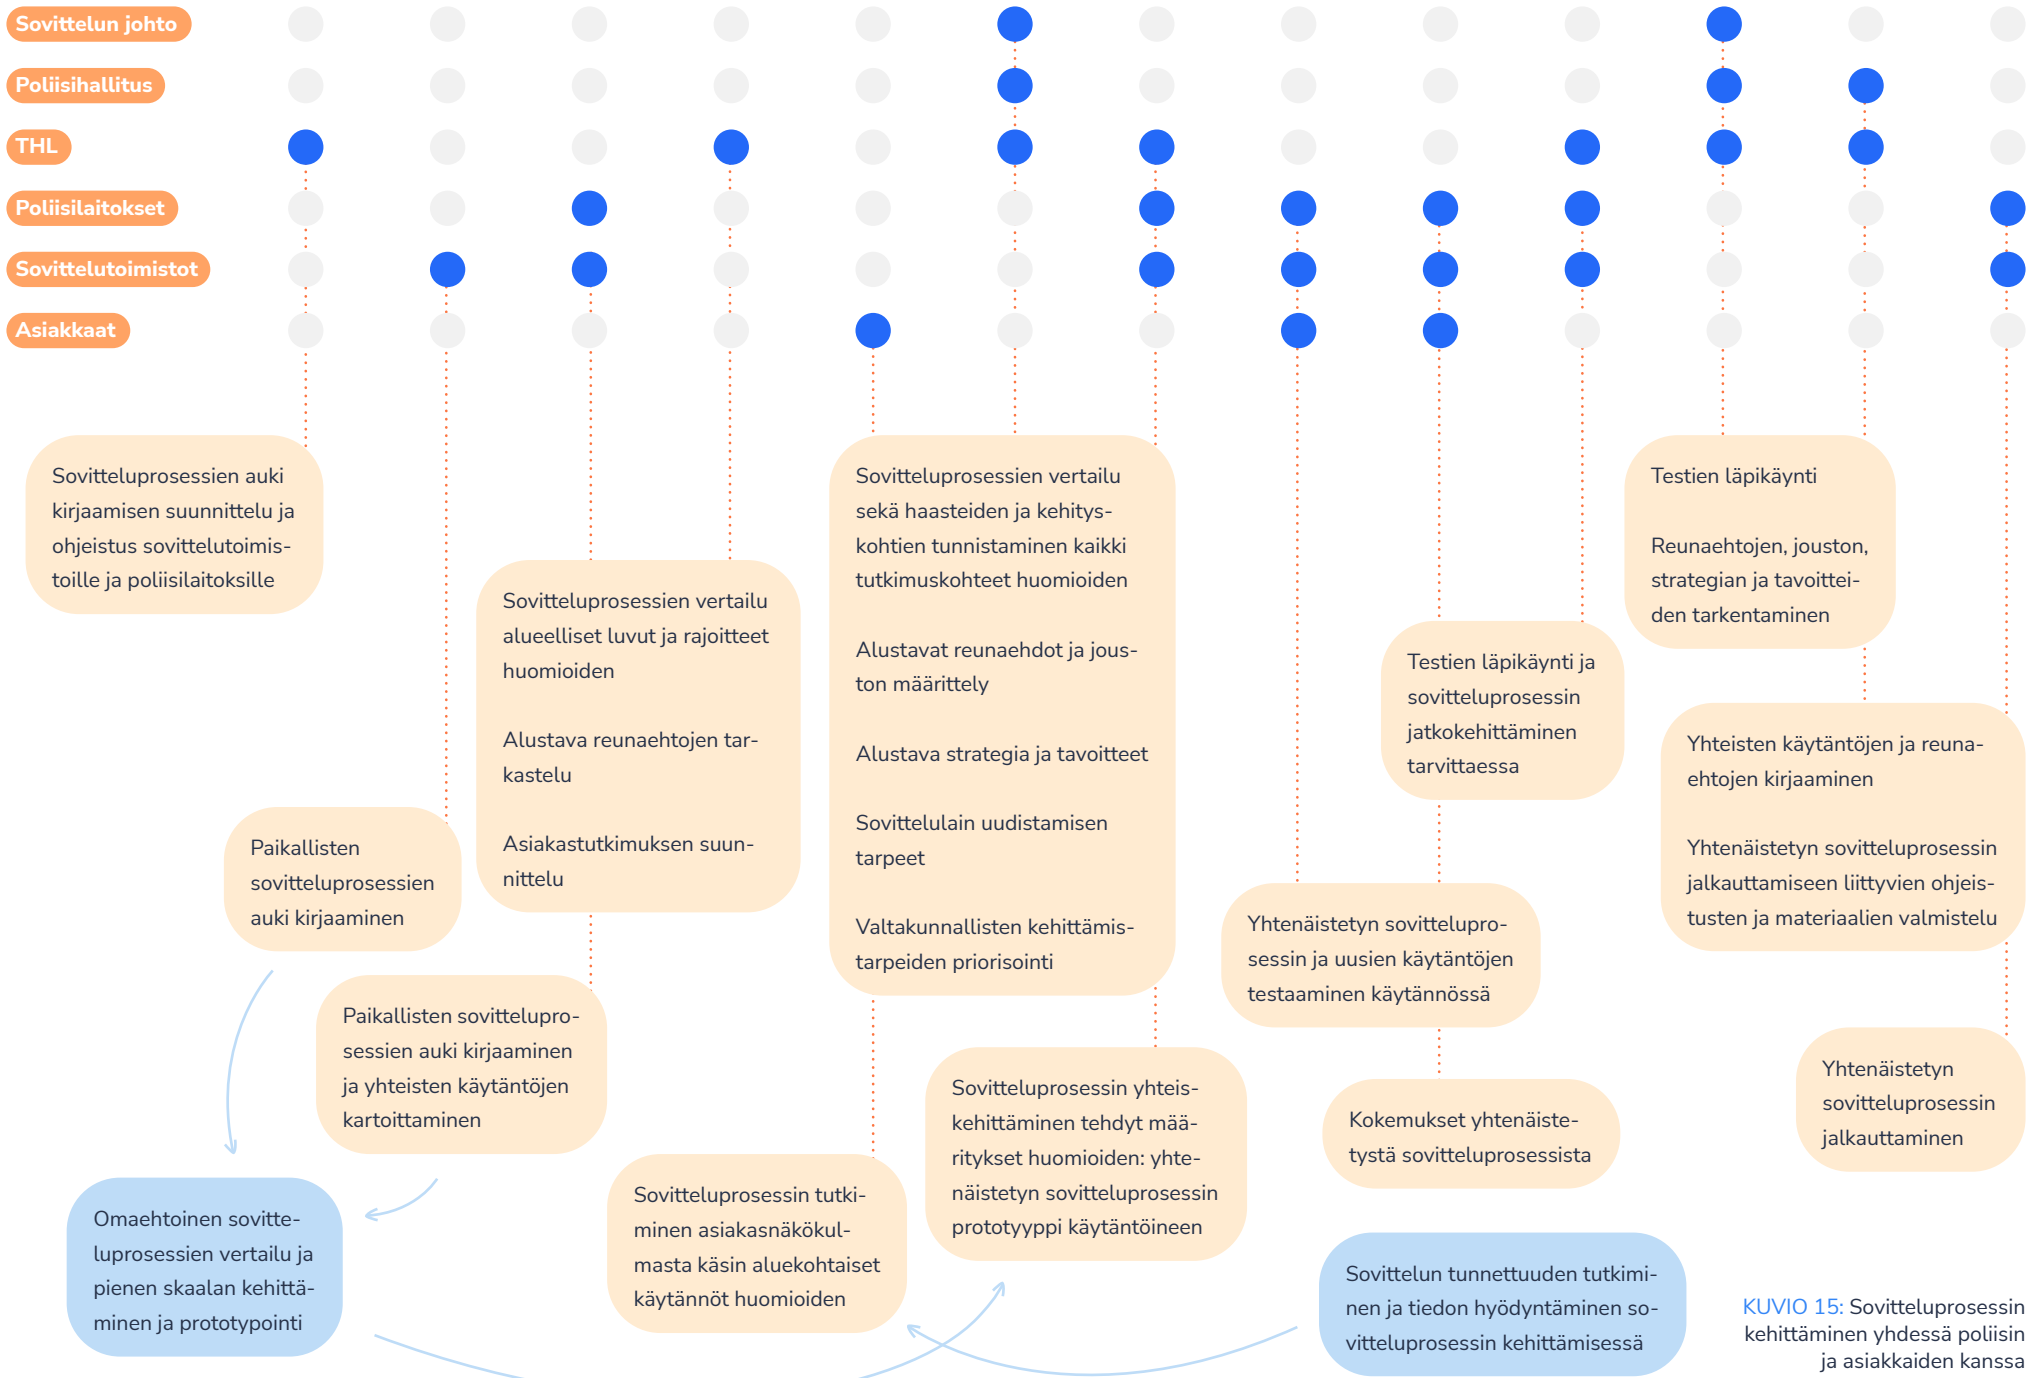 Sovittelun johto
Poliisihallitus
THL
Poliisilaitokset
Sovittelutoimistot
Asiakkaat
Sovitteluprosessien auki
kirjaamisen suunnittelu ja
ohjeistus sovittelutoimis-
toille ja poliisilaitoksille
Paikallisten
sovitteluprosessien
auki kirjaaminen
Paikallisten sovittelupro-
sessien auki kirjaaminen
ja yhteisten käytäntöjen
kartoittaminen
Omaehtoinen sovitte-
luprosessien vertailu ja
pienen skaalan kehittä-
minen ja prototypointi
Sovitteluprosessien vertailu
alueelliset luvut ja rajoitteet
huomioiden
Alustava reunaehtojen tar-
kastelu
Asiakastutkimuksen suun-
nittelu
Sovitteluprosessin tutki-
minen asiakasnäkökul-
masta käsin aluekohtaiset
käytännöt huomioiden
Sovitteluprosessien vertailu
sekä haasteiden ja kehitys-
kohtien tunnistaminen kaikki
tutkimuskohteet huomioiden
Alustavat reunaehdot ja jous-
ton määrittely
Alustava strategia ja tavoitteet
Sovittelulain uudistamisen
tarpeet
Valtakunnallisten kehittämis-
tarpeiden priorisointi
Sovitteluprosessin yhteis-
kehittäminen tehdyt mää-
ritykset huomioiden: yhte-
näistetyn sovitteluprosessin
prototyyppi käytäntöineen
Yhtenäistetyn sovittelupro-
sessin ja uusien käytäntöjen
testaaminen käytännössä
Kokemukset yhtenäiste-
tystä sovitteluprosessista
Testien läpikäynti ja
sovitteluprosessin
jatkokehittäminen
tarvittaessa
Testien läpikäynti
Reunaehtojen, jouston,
strategian ja tavoittei-
den tarkentaminen
Yhteisten käytäntöjen ja reuna-
ehtojen kirjaaminen
Yhtenäistetyn sovitteluprosessin
jalkauttamiseen liittyvien ohjeis-
tusten ja materiaalien valmistelu
Yhtenäistetyn
sovitteluprosessin
jalkauttaminen
Sovittelun tunnettuuden tutkimi-
nen ja tiedon hyödyntäminen so-
vitteluprosessin kehittämisessä
KUVIO 15: Sovitteluprosessin
kehittäminen yhdessä poliisin
ja asiakkaiden kanssa